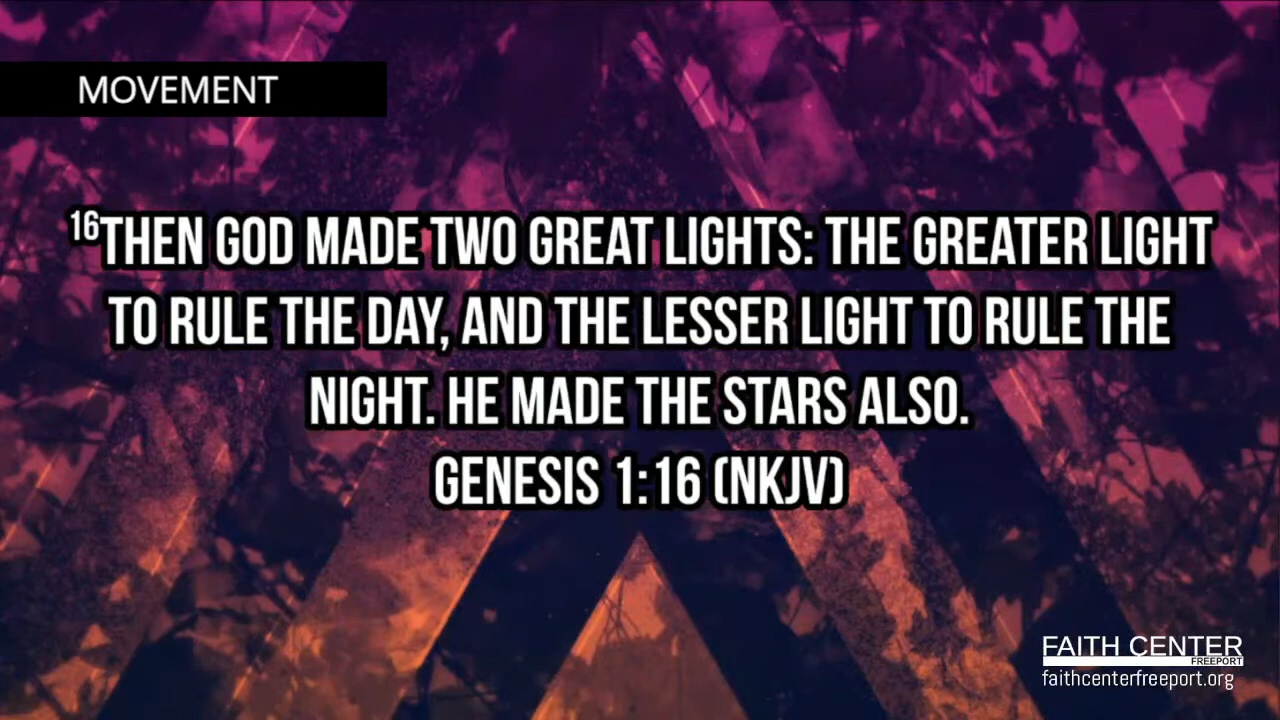 MOVEMENT
16THEN GOD MADE TWO GREAT LIGHTS: THE GREATER LIGHT
TO RULE THE DAY, AND THE LESSER LIGHT TO RULE THE
NIGHT. HE MADE THE STARS ALSO.
GENESIS 1:16 (NKJV)
FAITH CENTER
FREEPORT
faithcenterfreeport.org